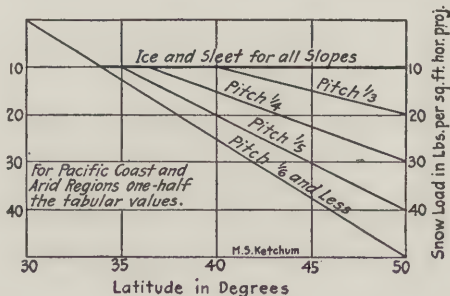 Ice and Sleet for all Slopes
10
10
Pitch 1/3
Pitch 1/4
20
20
Pitch 1/5
Pitch 1/6 and Less
30
30
For Pacific Coast and
Arid Regions one-half
the tabular values.
40
40
M.S. Ketchum
30
35
40
45
50
Latitude in Degrees
Snow Load in Lbs. per sq. ft. hor. proj.